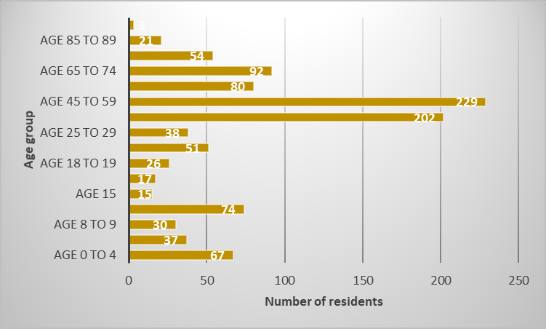 3
AGE 85 TO 89 21
54
AGE 65 TO 74 92
80
AGE 45 TO 59 229
202
AGE 25 TO 29 38
51
AGE 18 TO 19 26
17
AGE 15 15
74
AGE 8 TO 9 30
37
AGE 0 TO 4 67
0 50 100 150 200 250
Number of residents
Age group